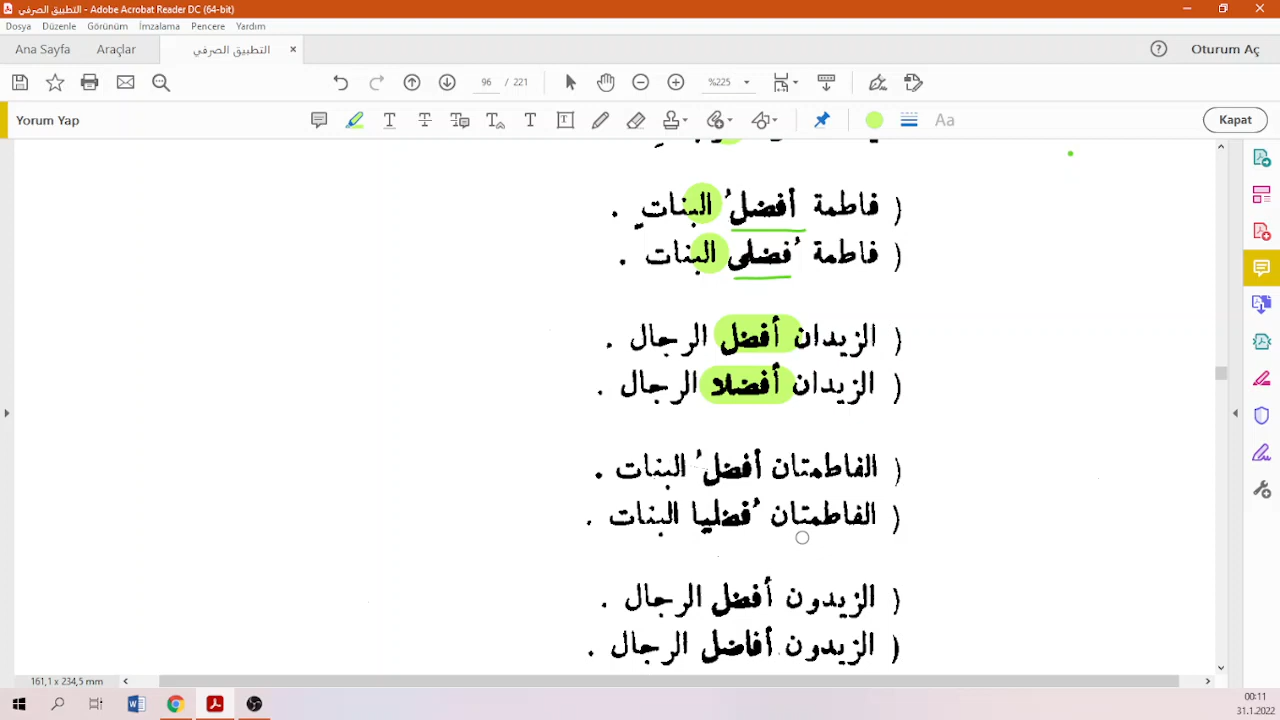 التطبيق الصرفي.pdf - Adobe Acrobat Reader DC (64-bit)
Dosya Düzenle Görünüm İmzalama Pencere Yardım
Ana Sayfa Araçlar التطبيق الصرفي Oturum Aç
96 / 221 %225
Yorum Yap Aa Kapat
( فاطمة أفضلُ البناتِ .
( فاطمة فُضلى البنات .
( الزيدان أفضل الرجال .
( الزيدان أفضلا الرجال .
( الفاطمتان أفضلُ البنات .
( الفاطمتان فُضليا البنات .
( الزيدون أفضل الرجال .
( الزيدون أفاضل الرجال .
161,1 x 234,5 mm
00:11
31.1.2022